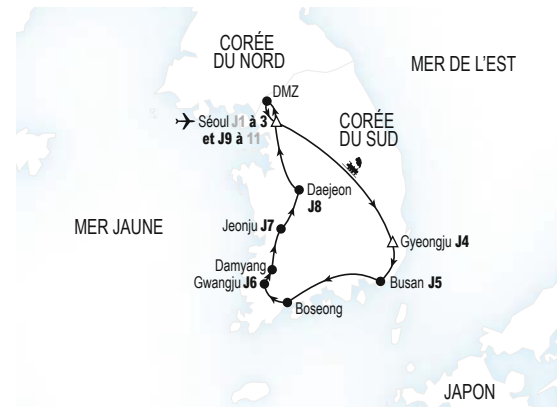 CORÉE
DU NORD
MER DE L'EST
DMZ
Séoul J1 à 3
et J9 à 11
CORÉE
DU SUD
Daejeon
J8
MER JAUNE
Jeonju J7
Gyeongju J4
Damyang
Gwangju J6
Busan J5
Boseong
JAPON